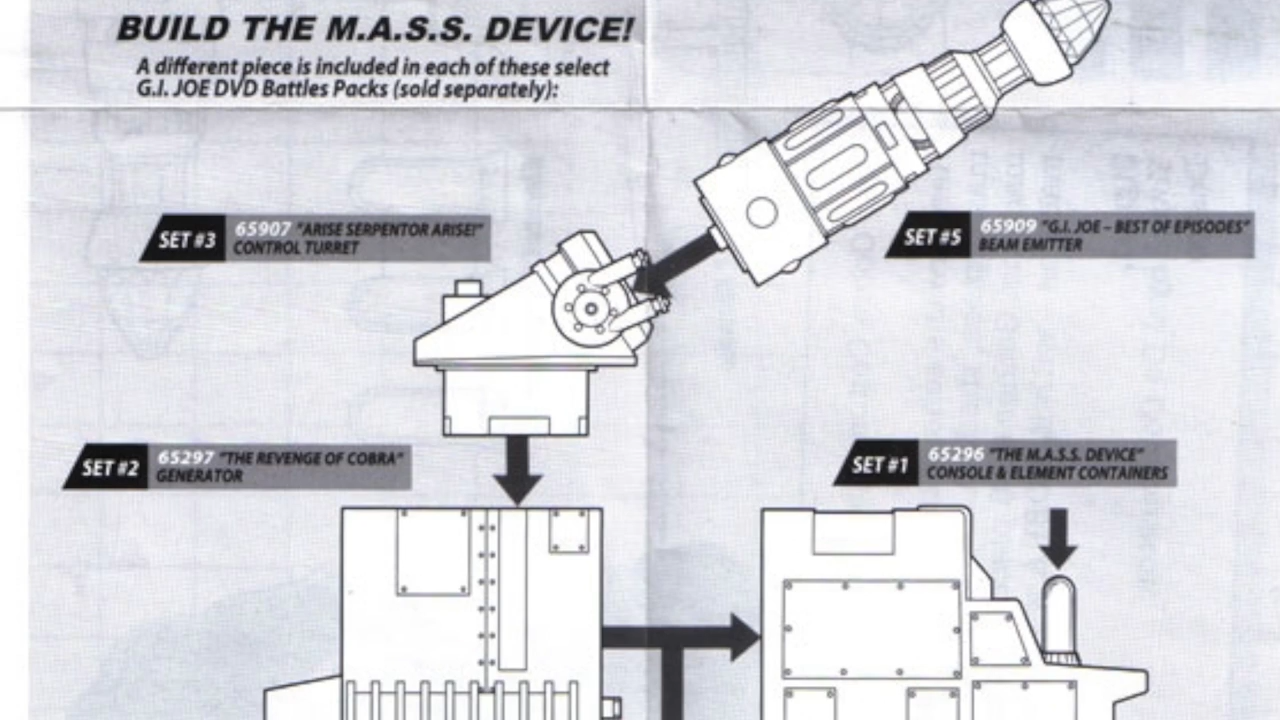 BUILD THE M.A.S.S. DEVICE!
A different piece is included in each of these select
G.I. JOE DVD Battles Packs (sold separately):
SET #3
65907 "ARISE SERPENTOR ARISE!"
CONTROL TURRET
SET #5
65909 "G.I. JOE – BEST OF EPISODES"
BEAM EMITTER
SET #2
65297 "THE REVENGE OF COBRA"
GENERATOR
SET #1
65296 "THE M.A.S.S. DEVICE"
CONSOLE & ELEMENT CONTAINERS